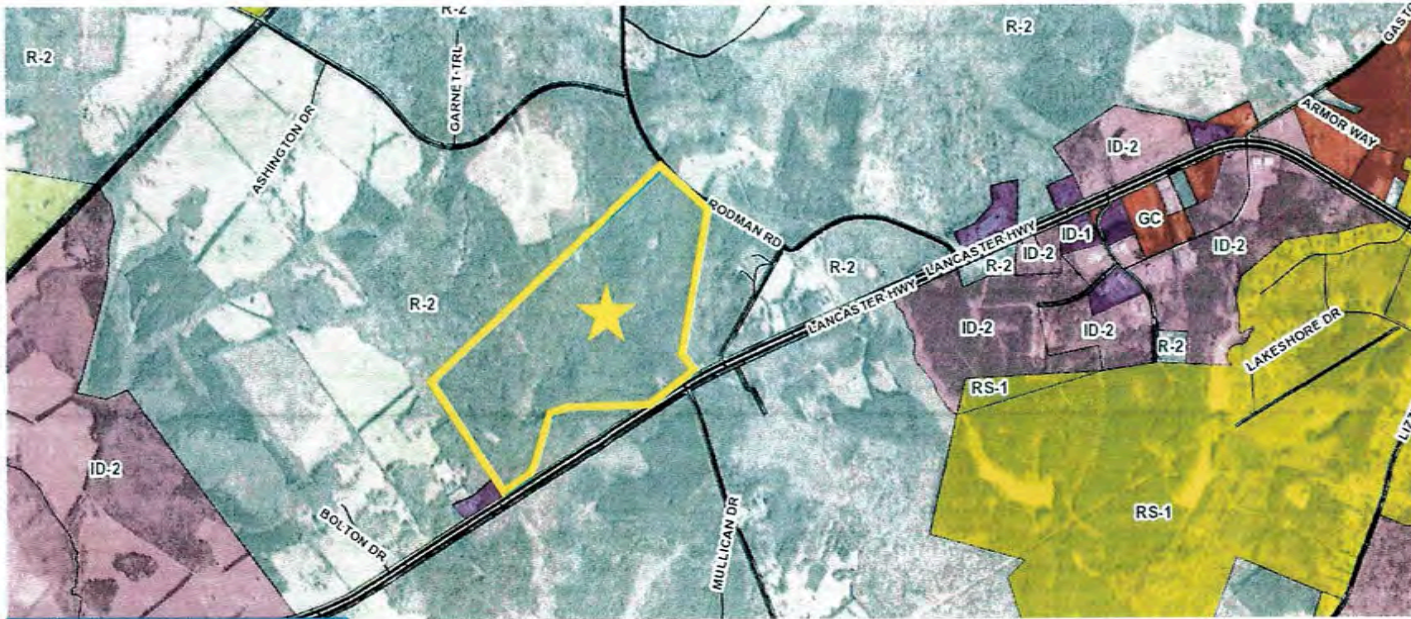 R-2
R-2
R-2
GASTO
GARNET-TRL
ASHINGTON DR
ARMOR WAY
ID-2
RODMAN RD
GC
ID-1
R-2
LANCASTER HWY
R-2
ID-2
ID-2
R-2
LANCASTER HWY
ID-2
ID-2
R-2
LAKESHORE DR
RS-1
LIZZ
ID-2
RS-1
BOLTON DR
MULLICAN DR